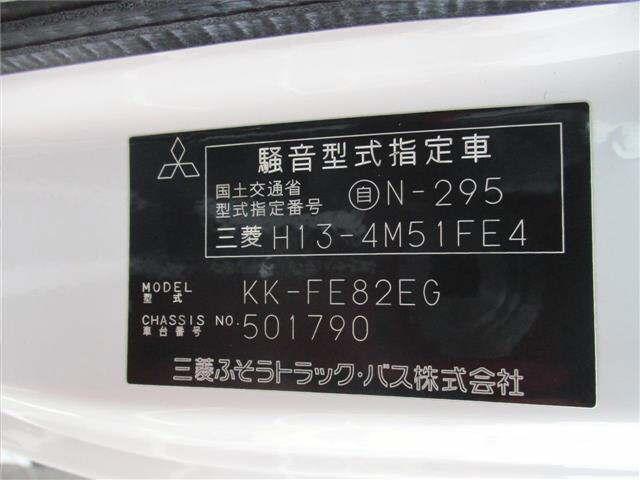 騒音型式指定車
国土交通省
型式指定番号 自N-295
三菱 H13-4M51FE4
MODEL
型式 KK-FE82EG
CHASSIS NO.
車台番号 501790
三菱ふそうトラック・バス株式会社